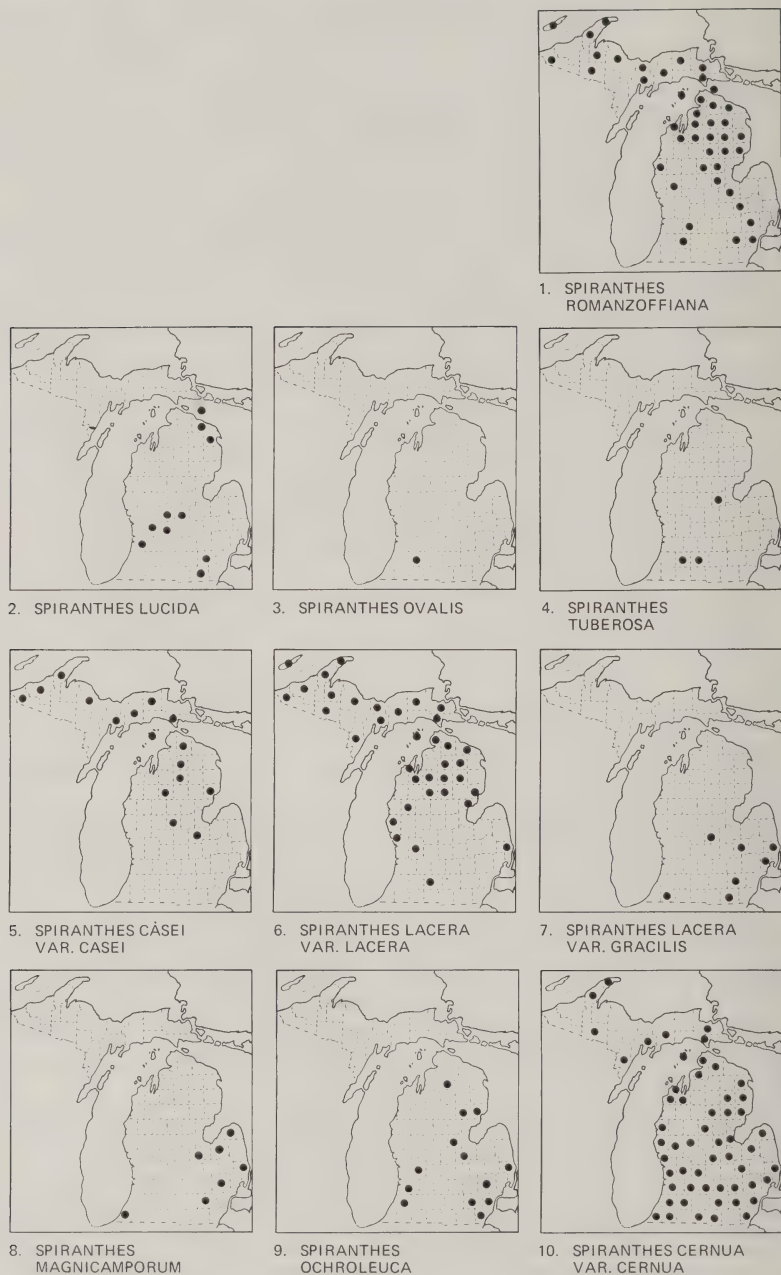 1. SPIRANTHES
ROMANZOFFIANA
2. SPIRANTHES LUCIDA
3. SPIRANTHES OVALIS
4. SPIRANTHES
TUBEROSA
5. SPIRANTHES CÀSEI
VAR. CASEI
6. SPIRANTHES LACERA
VAR. LACERA
7. SPIRANTHES LACERA
VAR. GRACILIS
8. SPIRANTHES
MAGNICAMPORUM
9. SPIRANTHES
OCHROLEUCA
10. SPIRANTHES CERNUA
VAR. CERNUA